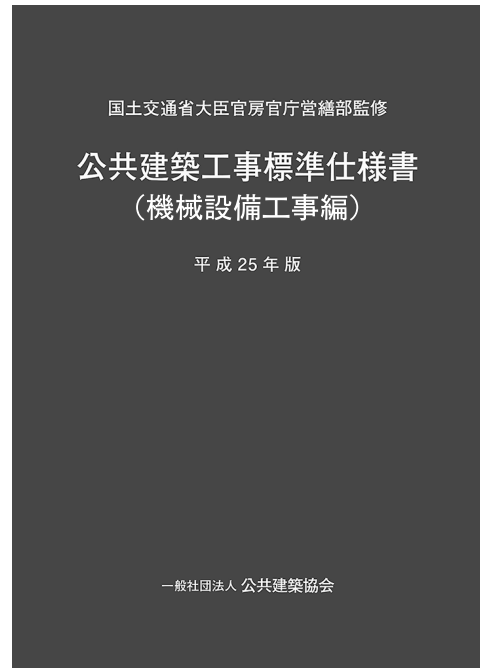 国土交通省大臣官房官庁営繕部監修
公共建築工事標準仕様書
（機械設備工事編）
平成25年版
一般社団法人 公共建築協会